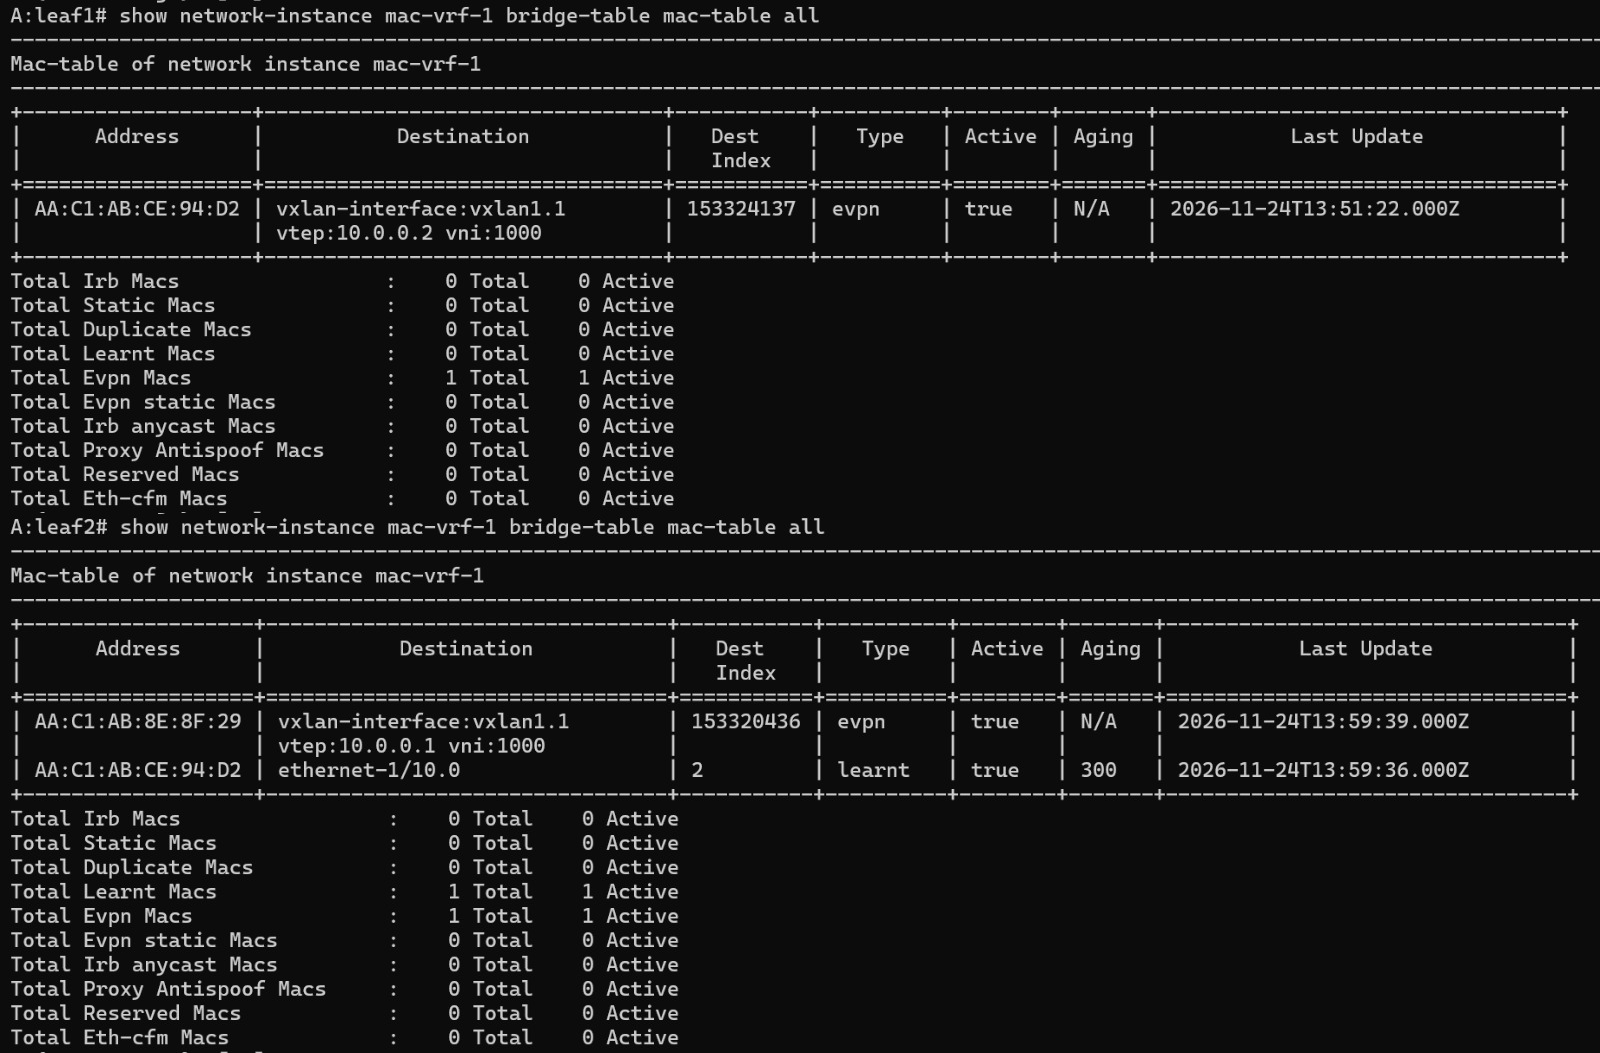 A:leaf1# show network-instance mac-vrf-1 bridge-table mac-table all
--------------------------------------------------------------------------------------------------------------------------------------
Mac-table of network instance mac-vrf-1
--------------------------------------------------------------------------------------------------------------------------------------
+-------------------+---------------------------------+-----------+----------+--------+-------+---------------------------------+
|      Address      |           Destination           |   Dest    |   Type   | Active | Aging |           Last Update           |
|                   |                                 |   Index   |          |        |       |                                 |
+===================+=================================+===========+==========+========+=======+=================================+
| AA:C1:AB:CE:94:D2 | vxlan-interface:vxlan1.1        | 153324137 | evpn     | true   | N/A   | 2026-11-24T13:51:22.000Z        |
|                   | vtep:10.0.0.2 vni:1000          |           |          |        |       |                                 |
+-------------------+---------------------------------+-----------+----------+--------+-------+---------------------------------+
Total Irb Macs                 :    0 Total    0 Active
Total Static Macs              :    0 Total    0 Active
Total Duplicate Macs           :    0 Total    0 Active
Total Learnt Macs              :    0 Total    0 Active
Total Evpn Macs                :    1 Total    1 Active
Total Evpn static Macs         :    0 Total    0 Active
Total Irb anycast Macs         :    0 Total    0 Active
Total Proxy Antispoof Macs     :    0 Total    0 Active
Total Reserved Macs            :    0 Total    0 Active
Total Eth-cfm Macs             :    0 Total    0 Active
A:leaf2# show network-instance mac-vrf-1 bridge-table mac-table all
--------------------------------------------------------------------------------------------------------------------------------------
Mac-table of network instance mac-vrf-1
--------------------------------------------------------------------------------------------------------------------------------------
+-------------------+---------------------------------+-----------+----------+--------+-------+---------------------------------+
|      Address      |           Destination           |   Dest    |   Type   | Active | Aging |           Last Update           |
|                   |                                 |   Index   |          |        |       |                                 |
+===================+=================================+===========+==========+========+=======+=================================+
| AA:C1:AB:8E:8F:29 | vxlan-interface:vxlan1.1        | 153320436 | evpn     | true   | N/A   | 2026-11-24T13:59:39.000Z        |
|                   | vtep:10.0.0.1 vni:1000          |           |          |        |       |                                 |
| AA:C1:AB:CE:94:D2 | ethernet-1/10.0                 | 2         | learnt   | true   | 300   | 2026-11-24T13:59:36.000Z        |
+-------------------+---------------------------------+-----------+----------+--------+-------+---------------------------------+
Total Irb Macs                 :    0 Total    0 Active
Total Static Macs              :    0 Total    0 Active
Total Duplicate Macs           :    0 Total    0 Active
Total Learnt Macs              :    1 Total    1 Active
Total Evpn Macs                :    1 Total    1 Active
Total Evpn static Macs         :    0 Total    0 Active
Total Irb anycast Macs         :    0 Total    0 Active
Total Proxy Antispoof Macs     :    0 Total    0 Active
Total Reserved Macs            :    0 Total    0 Active
Total Eth-cfm Macs             :    0 Total    0 Active